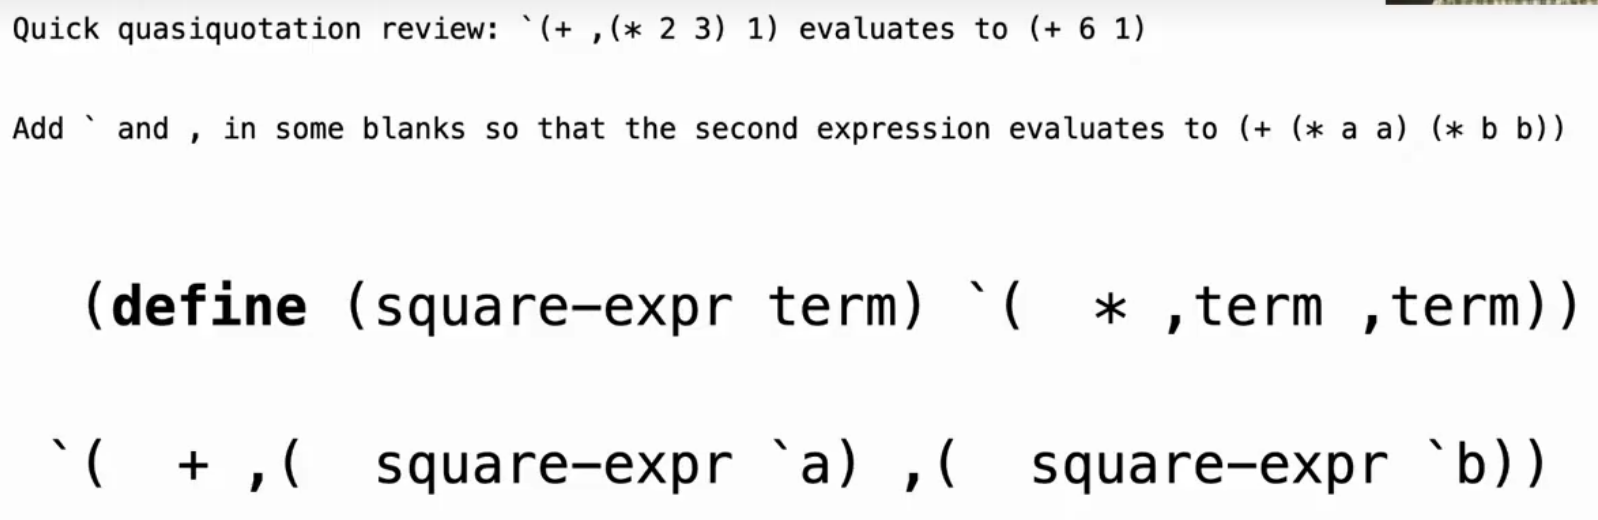 Quick quasiquotation review: `(+ ,(* 2 3) 1) evaluates to (+ 6 1)
Add ` and , in some blanks so that the second expression evaluates to (+ (* a a) (* b b))
(define (square-expr term) `( * ,term ,term))
`( + ,( square-expr `a) ,( square-expr `b))